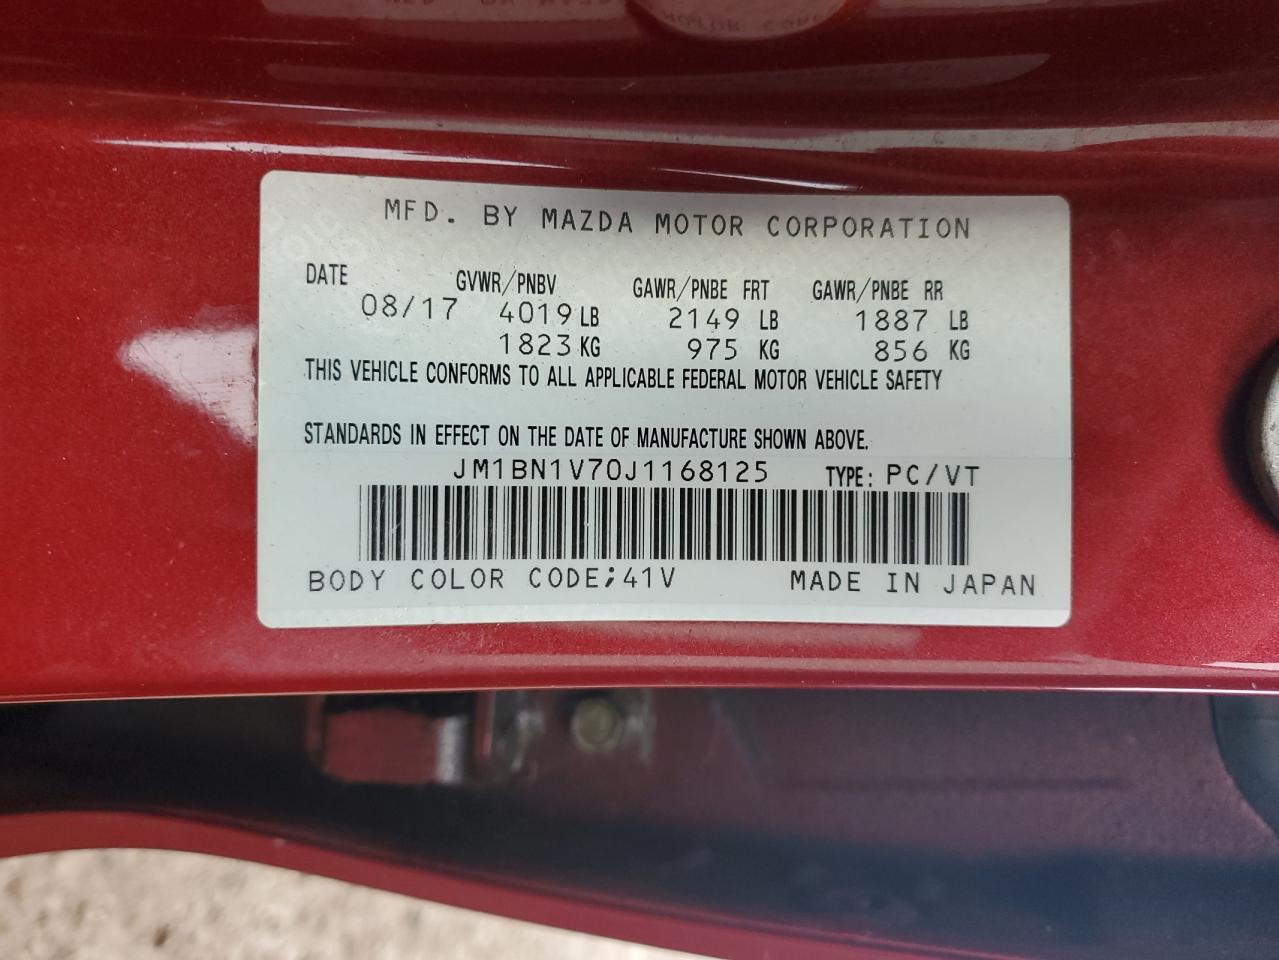 MFD. BY MAZDA MOTOR CORPORATION
DATE GVWR/PNBV GAWR/PNBE FRT GAWR/PNBE RR
08/17 4019 LB 2149 LB 1887 LB
1823 KG 975 KG 856 KG
THIS VEHICLE CONFORMS TO ALL APPLICABLE FEDERAL MOTOR VEHICLE SAFETY
STANDARDS IN EFFECT ON THE DATE OF MANUFACTURE SHOWN ABOVE.
JM1BN1V70J1168125 TYPE: PC/VT
BODY COLOR CODE;41V MADE IN JAPAN